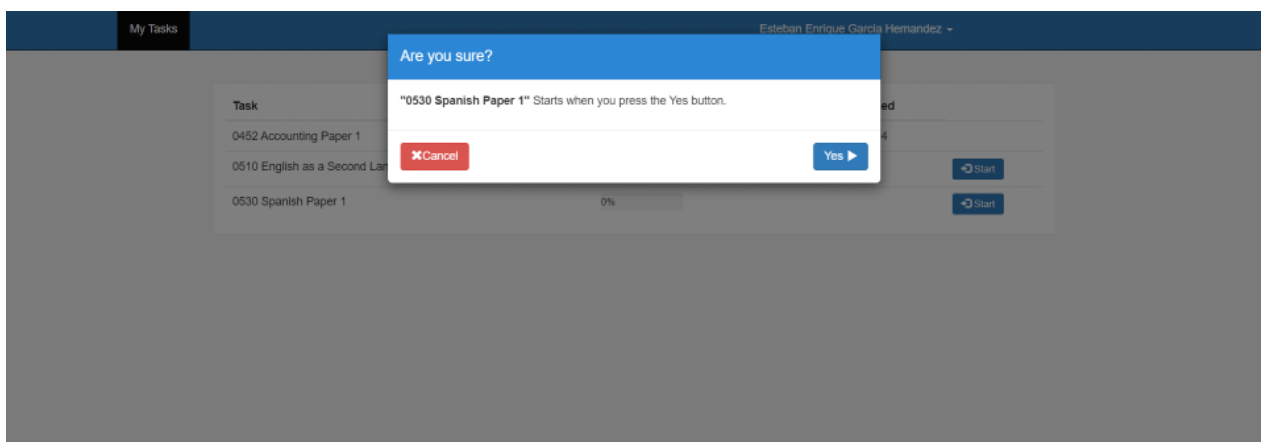 My Tasks
Esteban Enrique Garcia Hernandez
Are you sure?
"0530 Spanish Paper 1" Starts when you press the Yes button.
Task
ed
0452 Accounting Paper 1
4
Cancel
Yes
0510 English as a Second Lan
Start
0530 Spanish Paper 1
0%
Start